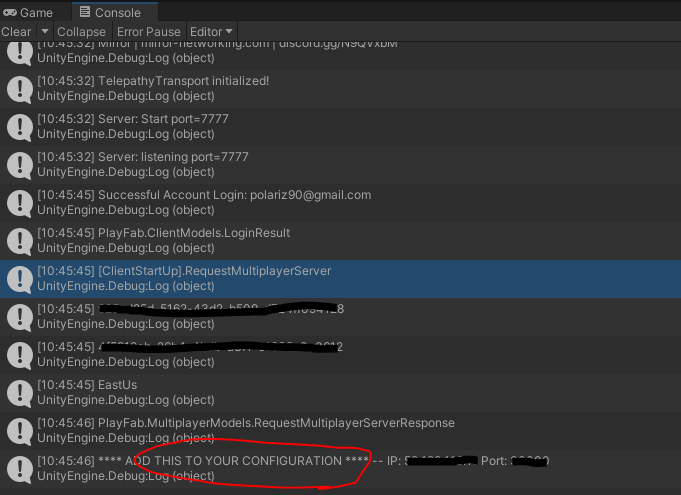 Game Console
Clear Collapse Error Pause Editor
[10:45:32] Mirror | mirror-networking.com | discord.gg/N9QVxbM
UnityEngine.Debug:Log (object)
[10:45:32] TelepathyTransport initialized!
UnityEngine.Debug:Log (object)
[10:45:32] Server: Start port=7777
UnityEngine.Debug:Log (object)
[10:45:32] Server: listening port=7777
UnityEngine.Debug:Log (object)
[10:45:45] Successful Account Login: polariz90@gmail.com
UnityEngine.Debug:Log (object)
[10:45:45] PlayFab.ClientModels.LoginResult
UnityEngine.Debug:Log (object)
[10:45:45] [ClientStartUp].RequestMultiplayerServer
UnityEngine.Debug:Log (object)
[10:45:45]
UnityEngine.Debug:Log (object)
[10:45:45]
UnityEngine.Debug:Log (object)
[10:45:45] EastUs
UnityEngine.Debug:Log (object)
[10:45:46] PlayFab.MultiplayerModels.RequestMultiplayerServerResponse
UnityEngine.Debug:Log (object)
[10:45:46] **** ADD THIS TO YOUR CONFIGURATION **** -- IP: Port:
UnityEngine.Debug:Log (object)